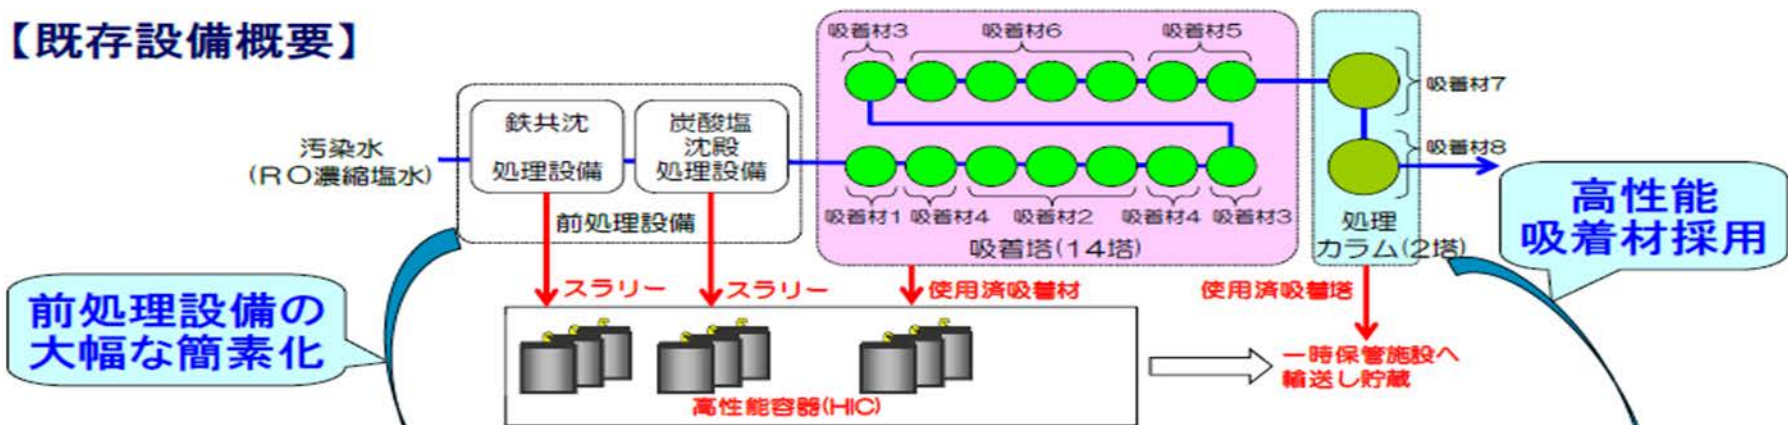 【既存設備概要】
汚染水
(RO濃縮塩水)
鉄共沈
処理設備
炭酸塩
沈殿
処理設備
前処理設備
吸着材3
吸着材6
吸着材5
吸着材1
吸着材4
吸着材2
吸着材4
吸着材3
吸着塔(14塔)
吸着材7
吸着材8
処理
カラム(2塔)
高性能
吸着材採用
前処理設備の
大幅な簡素化
スラリー
スラリー
使用済吸着材
使用済吸着塔
高性能容器(HIC)
一時保管施設へ
輸送し貯蔵